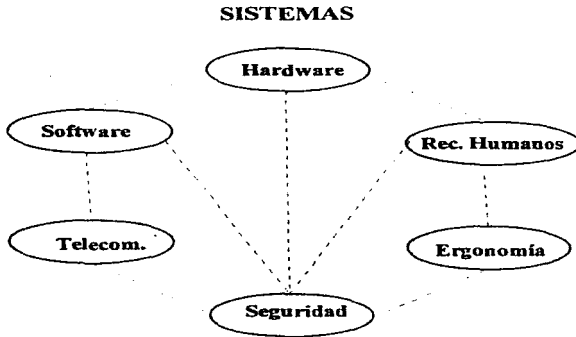 SISTEMAS
Hardware
Software
Rec. Humanos
Telecom.
Ergonomía
Seguridad